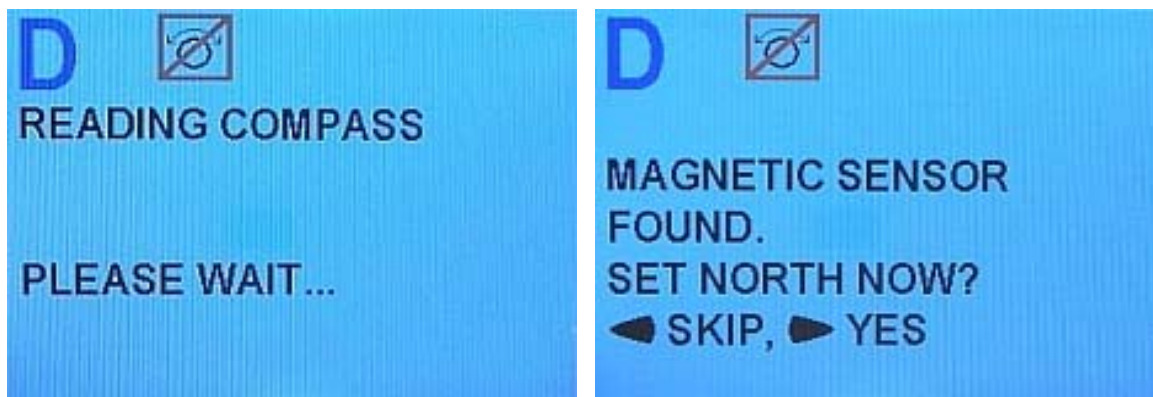 D
READING COMPASS
PLEASE WAIT...
D
MAGNETIC SENSOR
FOUND.
SET NORTH NOW?
◀ SKIP, ▶ YES